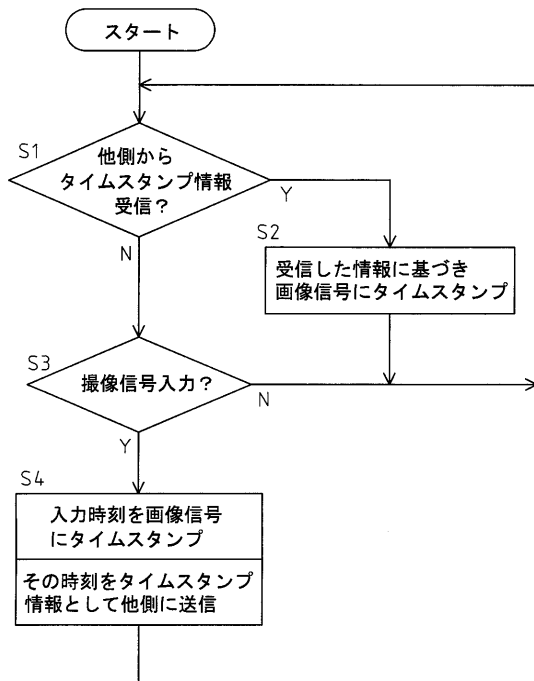 スタート
S1
他側から
タイムスタンプ情報
受信？
Y
N
S2
受信した情報に基づき
画像信号にタイムスタンプ
S3
撮像信号入力？
N
Y
S4
入力時刻を画像信号
にタイムスタンプ
その時刻をタイムスタンプ
情報として他側に送信